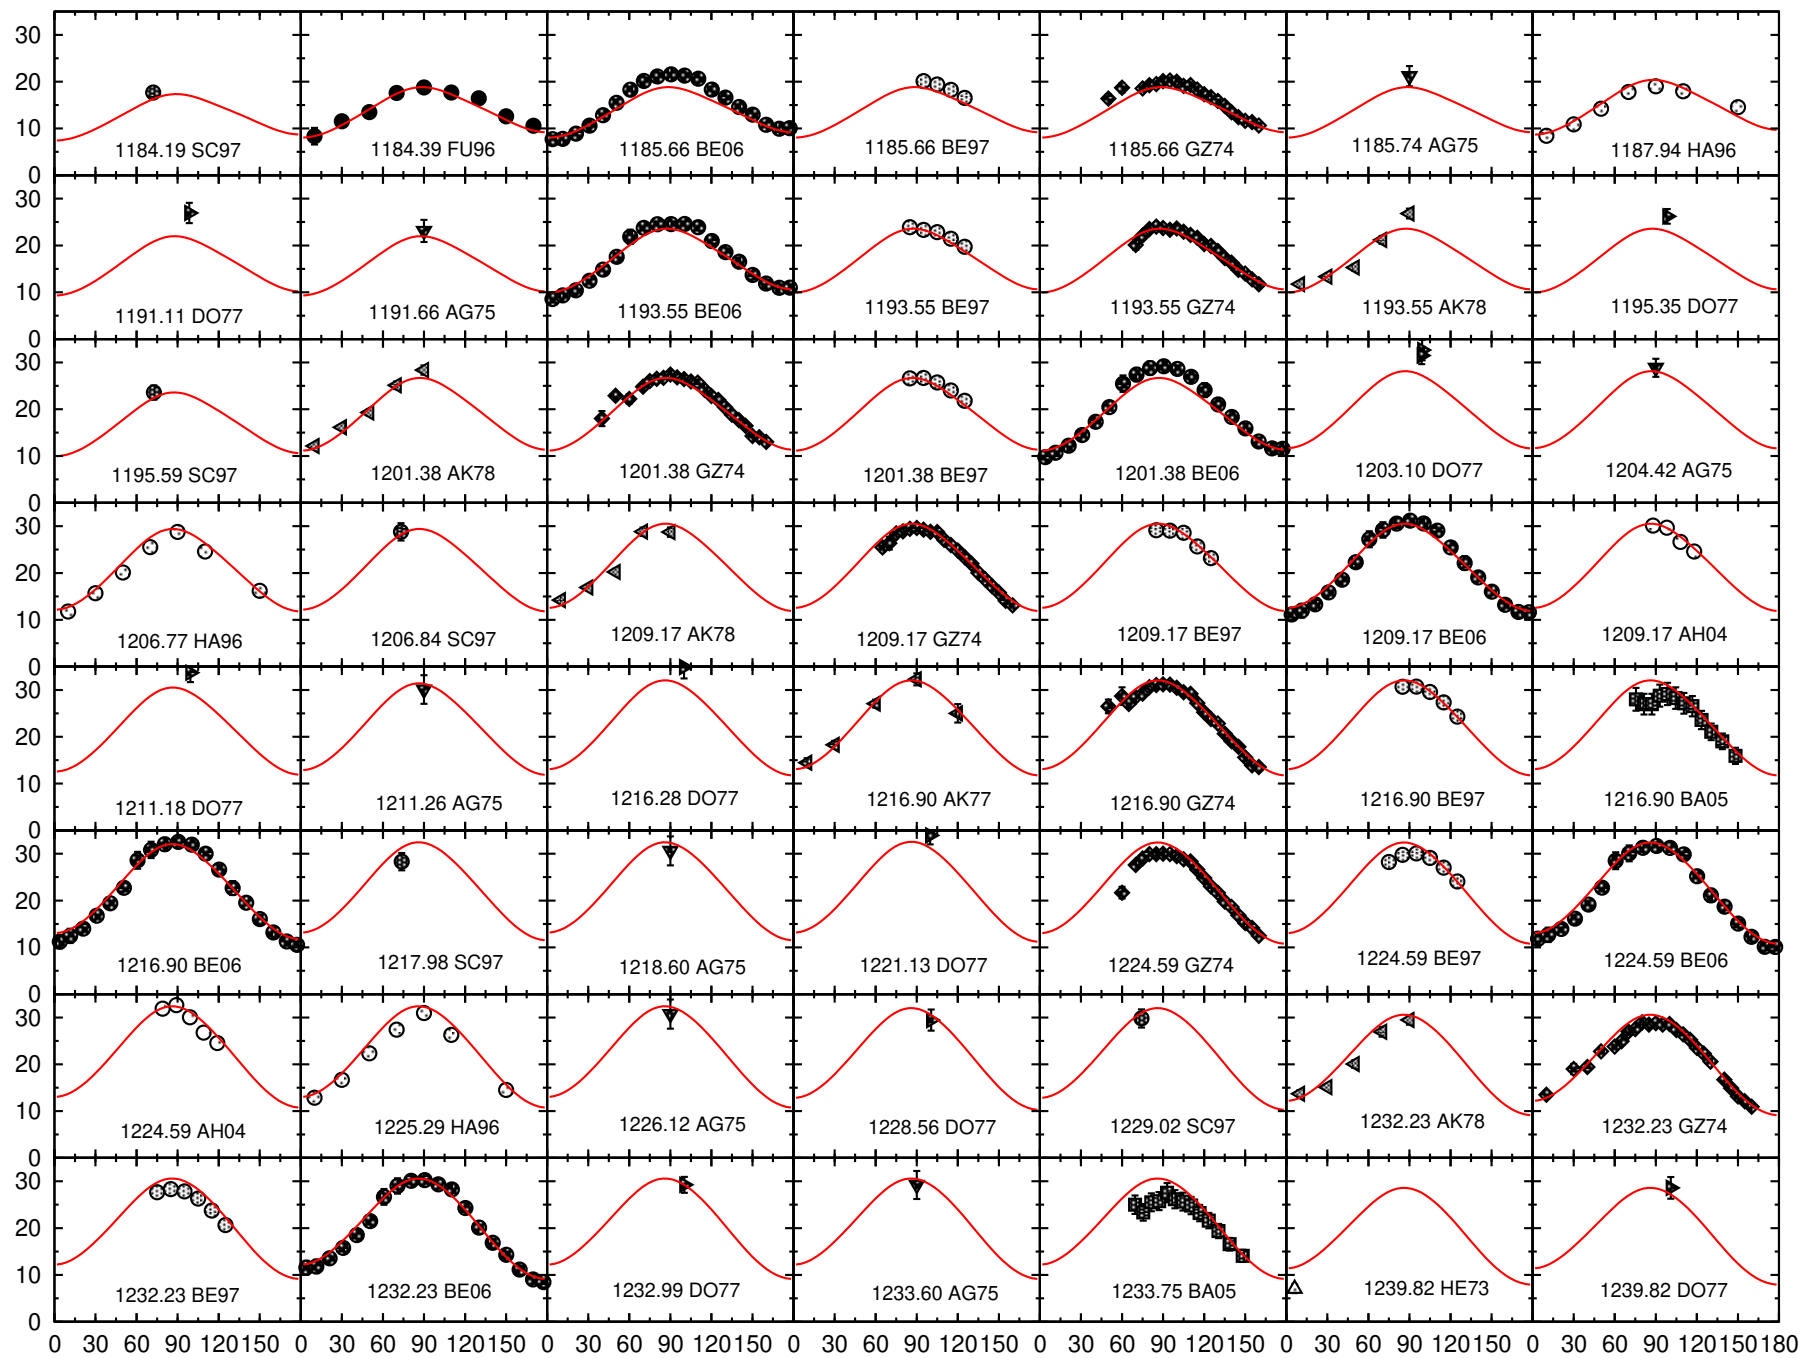 30
20
10
0
1184.19 SC97
1184.39 FU96
1185.66 BE06
1185.66 BE97
1185.66 GZ74
1185.74 AG75
1187.94 HA96
30
20
10
0
1191.11 DO77
1191.66 AG75
1193.55 BE06
1193.55 BE97
1193.55 GZ74
1193.55 AK78
1195.35 DO77
30
20
10
0
1195.59 SC97
1201.38 AK78
1201.38 GZ74
1201.38 BE97
1201.38 BE06
1203.10 DO77
1204.42 AG75
30
20
10
0
1206.77 HA96
1206.84 SC97
1209.17 AK78
1209.17 GZ74
1209.17 BE97
1209.17 BE06
1209.17 AH04
30
20
10
0
1211.18 DO77
1211.26 AG75
1216.28 DO77
1216.90 AK77
1216.90 GZ74
1216.90 BE97
1216.90 BA05
30
20
10
0
1216.90 BE06
1217.98 SC97
1218.60 AG75
1221.13 DO77
1224.59 GZ74
1224.59 BE97
1224.59 BE06
30
20
10
0
1224.59 AH04
1225.29 HA96
1226.12 AG75
1228.56 DO77
1229.02 SC97
1232.23 AK78
1232.23 GZ74
30
20
10
0
1232.23 BE97
1232.23 BE06
1232.99 DO77
1233.60 AG75
1233.75 BA05
1239.82 HE73
1239.82 DO77
0 30 60 90 120 150 0 30 60 90 120 150 0 30 60 90 120 150 0 30 60 90 120 150 0 30 60 90 120 150 0 30 60 90 120 150 0 30 60 90 120 150 180